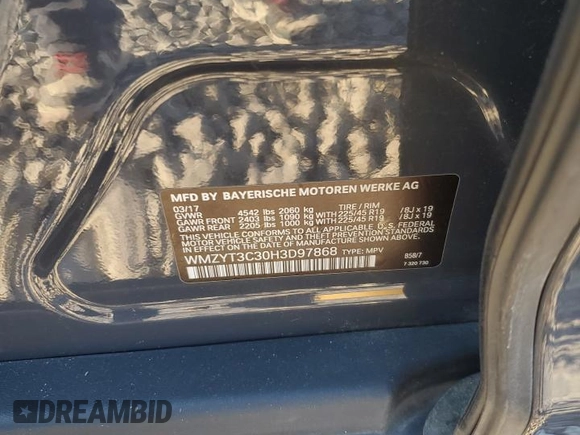 MFD BY BAYERISCHE MOTOREN WERKE AG
03/17 TIRE / RIM
GVWR 4542 lbs 2060 kg
GAWR FRONT 2403 lbs 1090 kg WITH 225/45 R19 / 8J x 19
GAWR REAR 2205 lbs 1000 kg WITH 225/45 R19 / 8J x 19
THIS VEHICLE CONFORMS TO ALL APPLICABLE U.S. FEDERAL
MOTOR VEHICLE SAFETY STANDARDS IN EFFECT ON THE
DATE OF MANUFACTURE SHOWN ABOVE.
WMZYT3C30H3D97868 TYPE: MPV
B58/7
7 320 730
DREAMBID